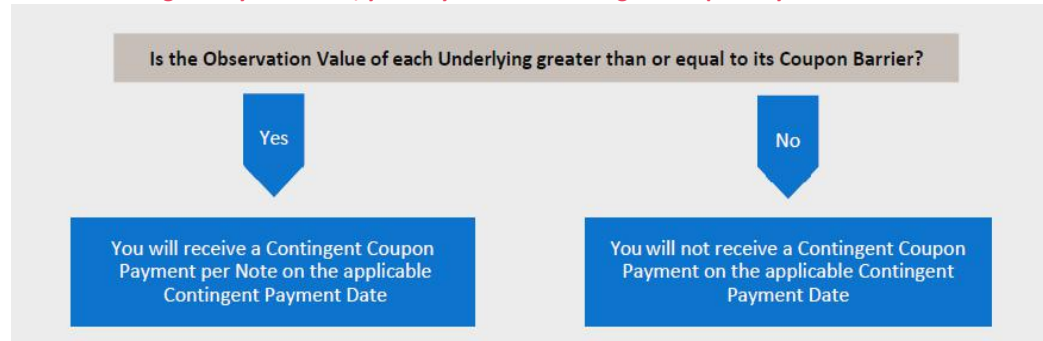 Is the Observation Value of each Underlying greater than or equal to its Coupon Barrier?
Yes
No
You will receive a Contingent Coupon
Payment per Note on the applicable
Contingent Payment Date
You will not receive a Contingent Coupon
Payment on the applicable Contingent
Payment Date